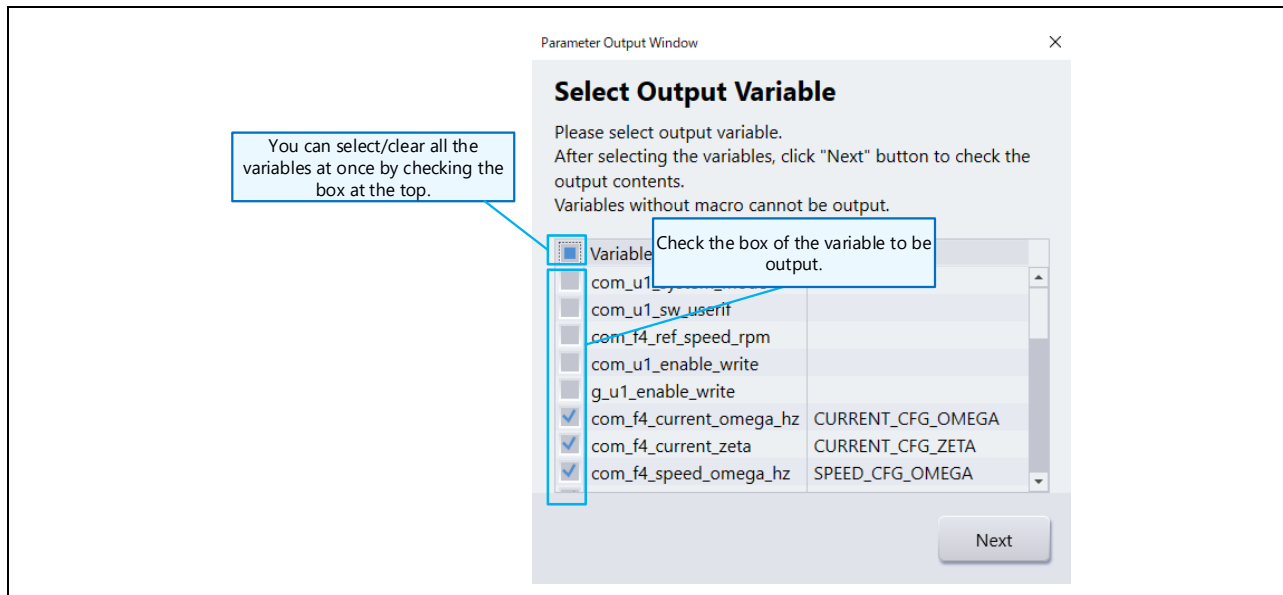 Parameter Output Window
Select Output Variable
Please select output variable.
After selecting the variables, click "Next" button to check the
output contents.
Variables without macro cannot be output.
You can select/clear all the
variables at once by checking the
box at the top.
Check the box of the variable to be
output.
Variable
com_u1_system_mode
com_u1_sw_userif
com_f4_ref_speed_rpm
com_u1_enable_write
g_u1_enable_write
com_f4_current_omega_hz CURRENT_CFG_OMEGA
com_f4_current_zeta CURRENT_CFG_ZETA
com_f4_speed_omega_hz SPEED_CFG_OMEGA
Next